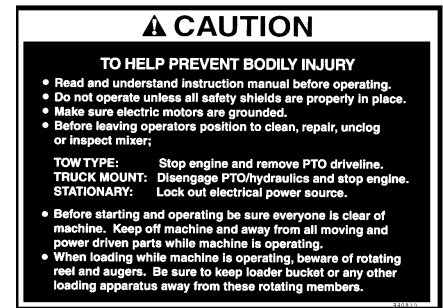 CAUTION
TO HELP PREVENT BODILY INJURY
• Read and understand instruction manual before operating.
• Do not operate unless all safety shields are properly in place.
• Make sure electric motors are grounded.
• Before leaving operators position to clean, repair, unclog
or inspect mixer;
TOW TYPE: Stop engine and remove PTO driveline.
TRUCK MOUNT: Disengage PTO/hydraulics and stop engine.
STATIONARY: Lock out electrical power source.
• Before starting and operating be sure everyone is clear of
machine. Keep off machine and away from all moving and
power driven parts while machine is operating.
• When loading while machine is operating, beware of rotating
reel and augers. Be sure to keep loader bucket or any other
loading apparatus away from these rotating members.